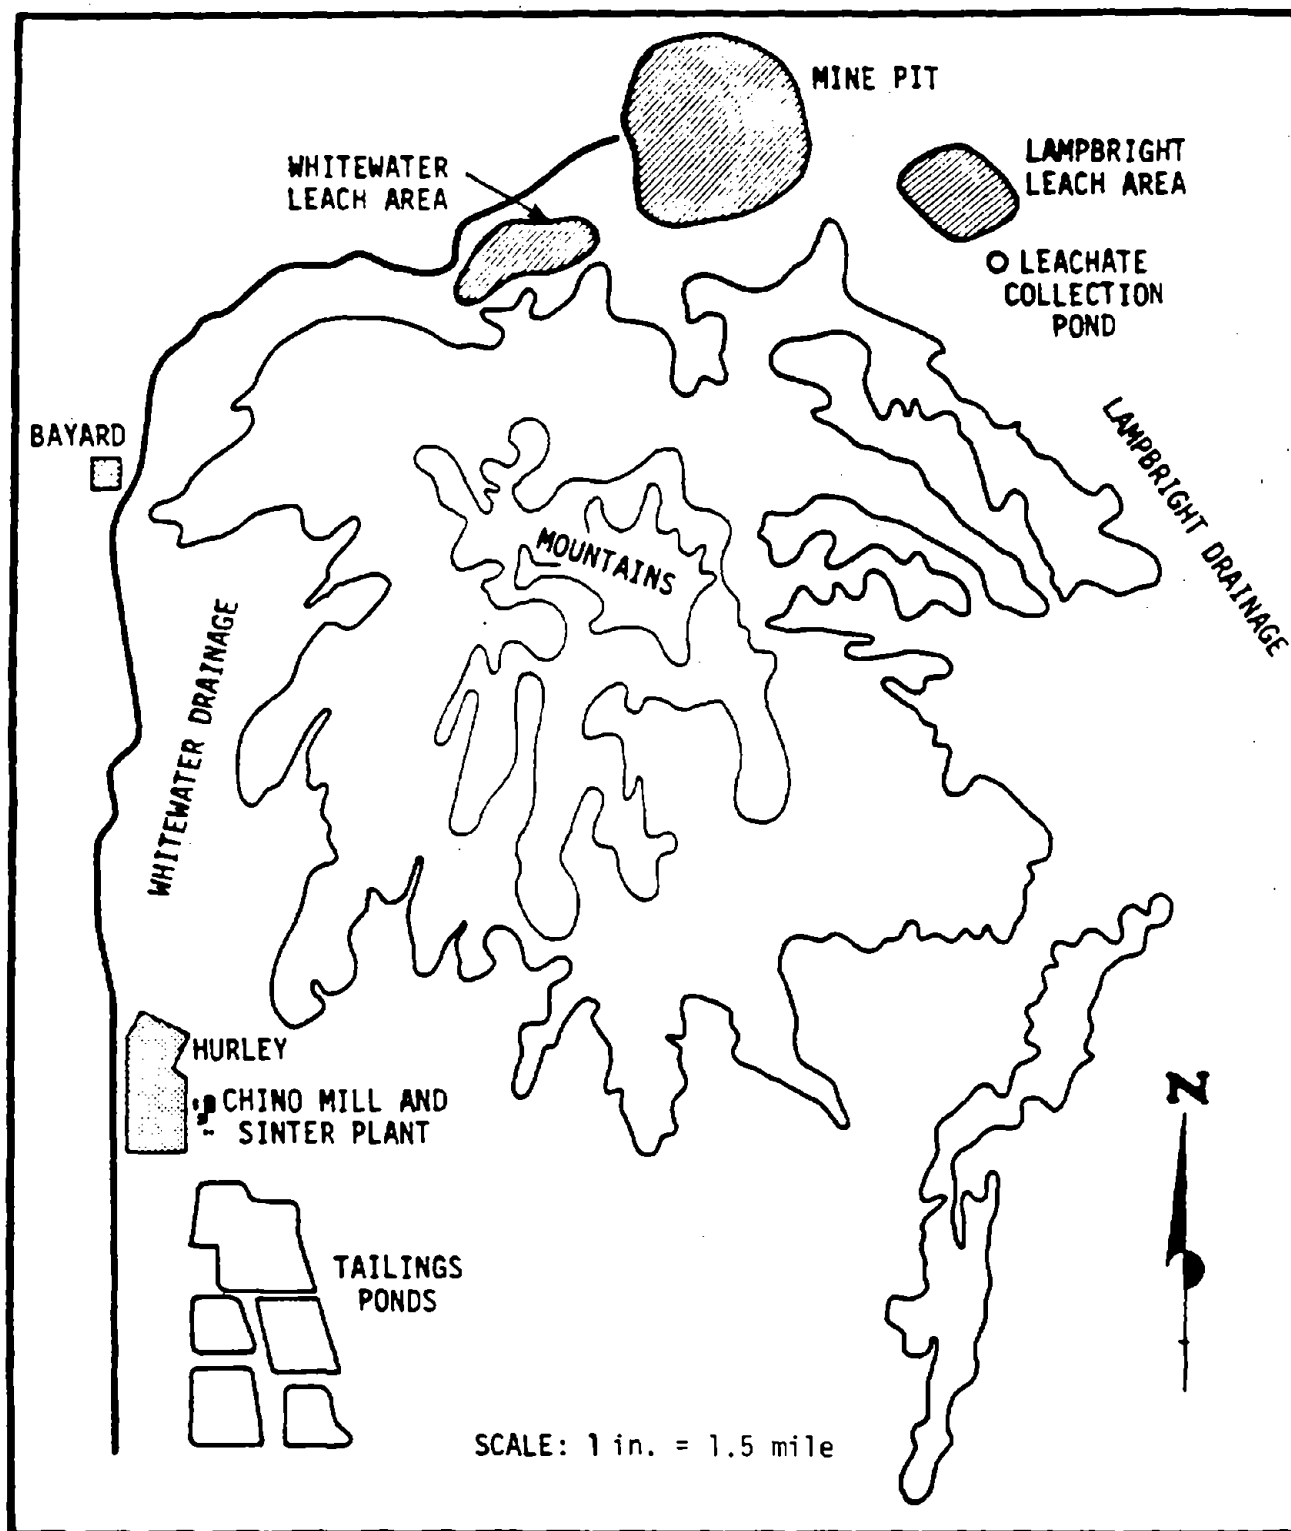 MINE PIT
WHITEWATER
LEACH AREA
LAMPBRIGHT
LEACH AREA
LEACHATE
COLLECTION
POND
BAYARD
LAMPBRIGHT DRAINAGE
MOUNTAINS
WHITEWATER DRAINAGE
HURLEY
CHINO MILL AND
SINTER PLANT
N
TAILINGS
PONDS
SCALE: 1 in. = 1.5 mile